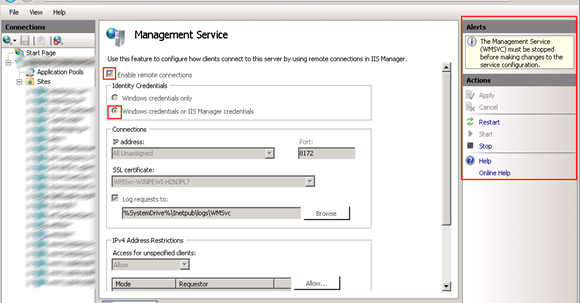 File View Help
Connections
Start Page
Application Pools
Sites
Management Service
Use this feature to configure how clients connect to this server by using remote connections in IIS Manager.
Enable remote connections
Identity Credentials
Windows credentials only
Windows credentials or IIS Manager credentials
Connections
IP address:
Port:
All Unassigned
8172
SSL certificate:
WMSvc-WINPEWI-H2NJPL7
Log requests to:
%SystemDrive%\Inetpub\logs\WMSvc
Browse
IPv4 Address Restrictions
Access for unspecified clients:
Allow
Mode Requestor
Allow...
Alerts
The Management Service
(WMSVC) must be stopped
before making changes to the
service configuration.
Actions
Apply
Cancel
Restart
Start
Stop
Help
Online Help